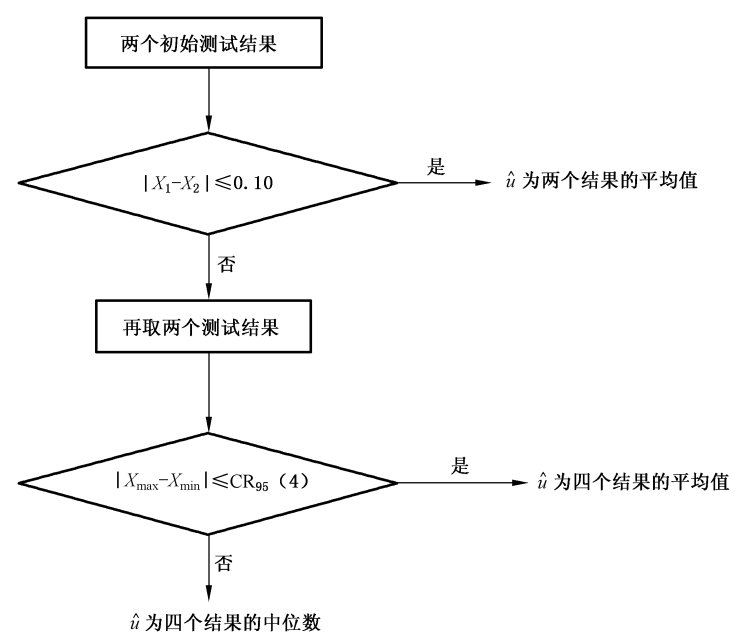 两个初始测试结果
|X₁-X₂|≤0.10
是
û 为两个结果的平均值
否
再取两个测试结果
|Xmax-Xmin|≤CR₉₅（4）
是
û 为四个结果的平均值
否
û 为四个结果的中位数